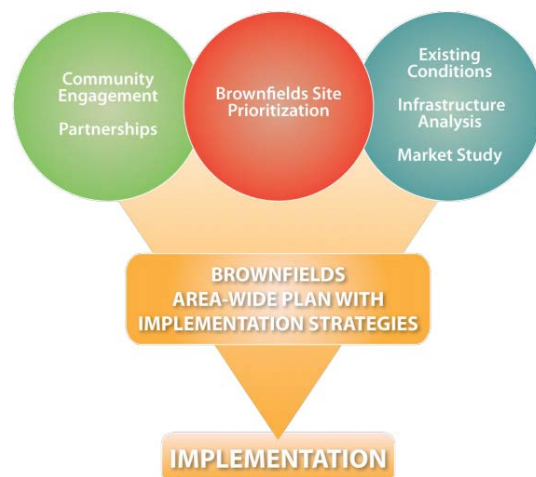 Community
Engagement
Partnerships
Brownfields Site
Prioritization
Existing
Conditions
Infrastructure
Analysis
Market Study
BROWNFIELDS
AREA-WIDE PLAN WITH
IMPLEMENTATION STRATEGIES
IMPLEMENTATION